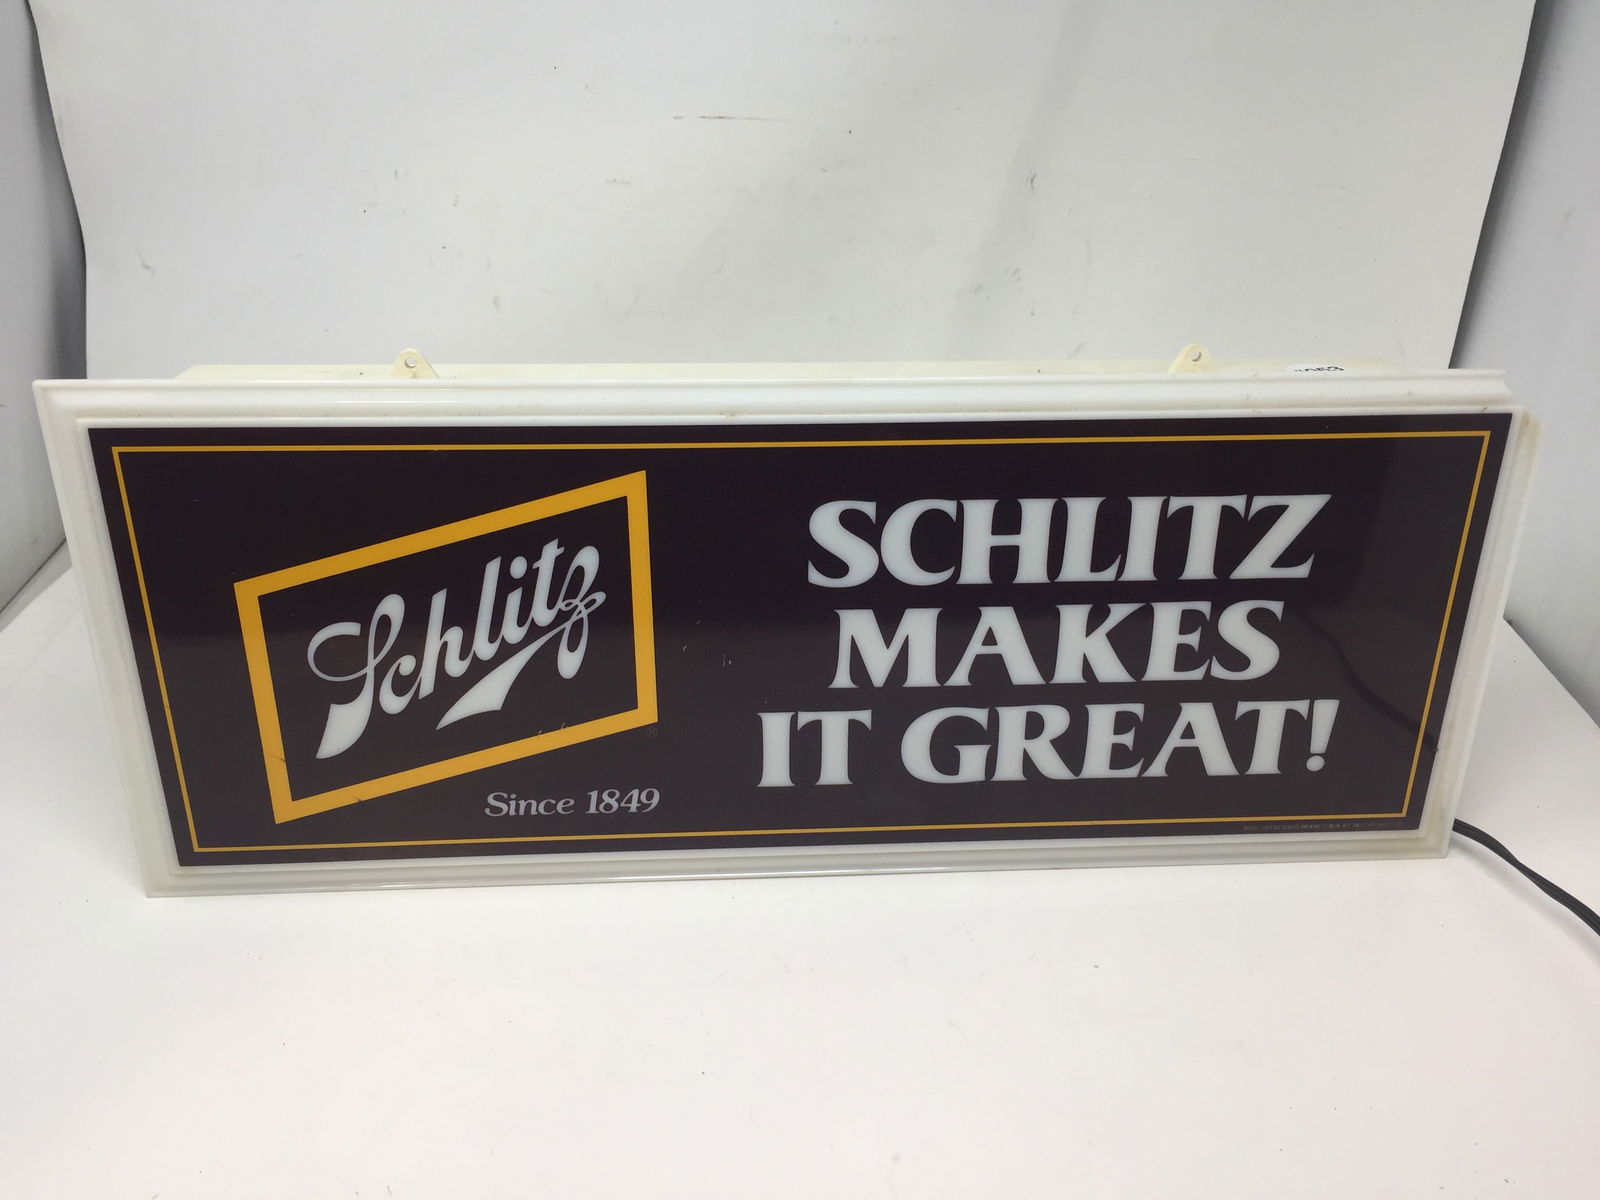 Schlitz
Since 1849
SCHLITZ
MAKES
IT GREAT!